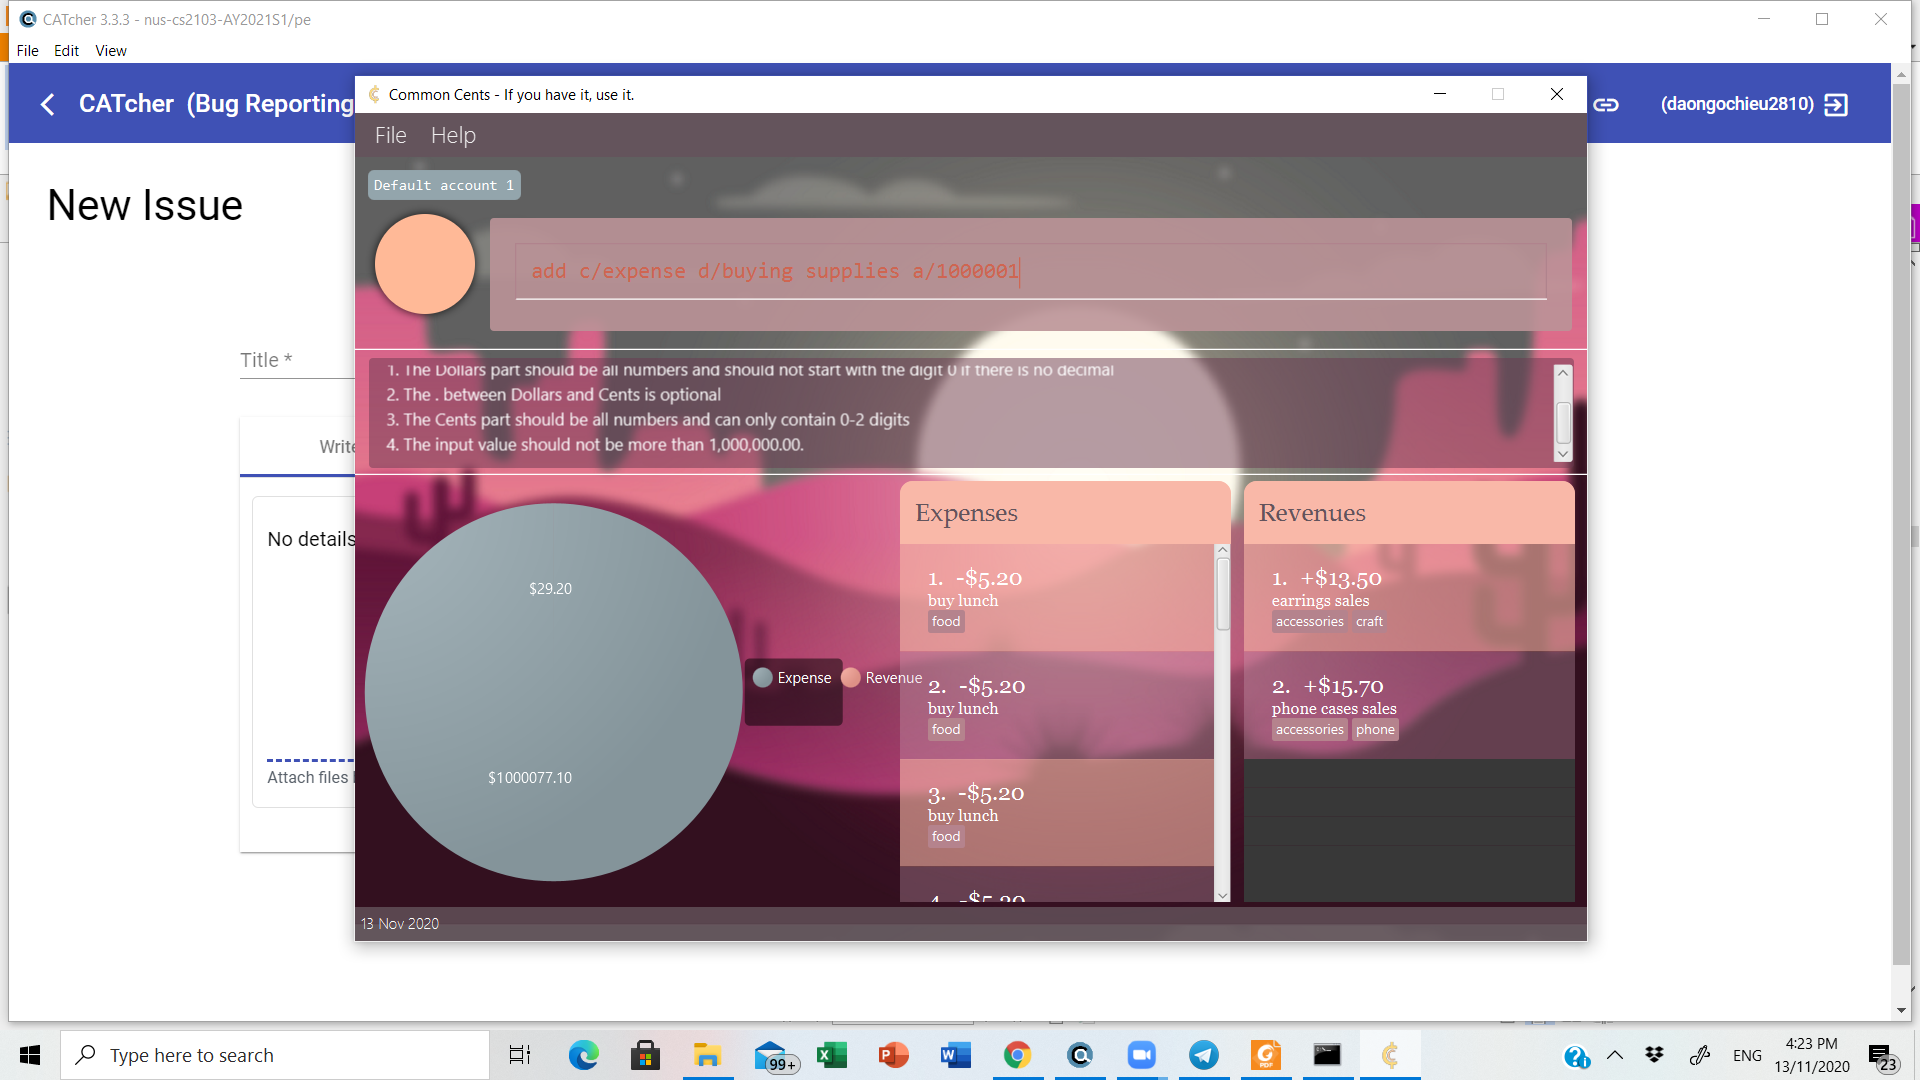 CATcher 3.3.3 - nus-cs2103-AY2021S1/pe
File Edit View
CATcher (Bug Reporting
(daongochieu2810)
New Issue
Title *
Write
No details
Attach files
Common Cents - If you have it, use it.
File Help
Default account 1
add c/expense d/buying supplies a/1000001
1. The Dollars part should be all numbers and should not start with the digit 0 if there is no decimal
2. The . between Dollars and Cents is optional
3. The Cents part should be all numbers and can only contain 0-2 digits
4. The input value should not be more than 1,000,000.00.
$29.20
$1000077.10
Expense Revenue
Expenses
1. -$5.20
buy lunch
food
2. -$5.20
buy lunch
food
3. -$5.20
buy lunch
food
4. -$5.20
Revenues
1. +$13.50
earrings sales
accessories craft
2. +$15.70
phone cases sales
accessories phone
13 Nov 2020
Type here to search
99+
ENG
4:23 PM
13/11/2020
23